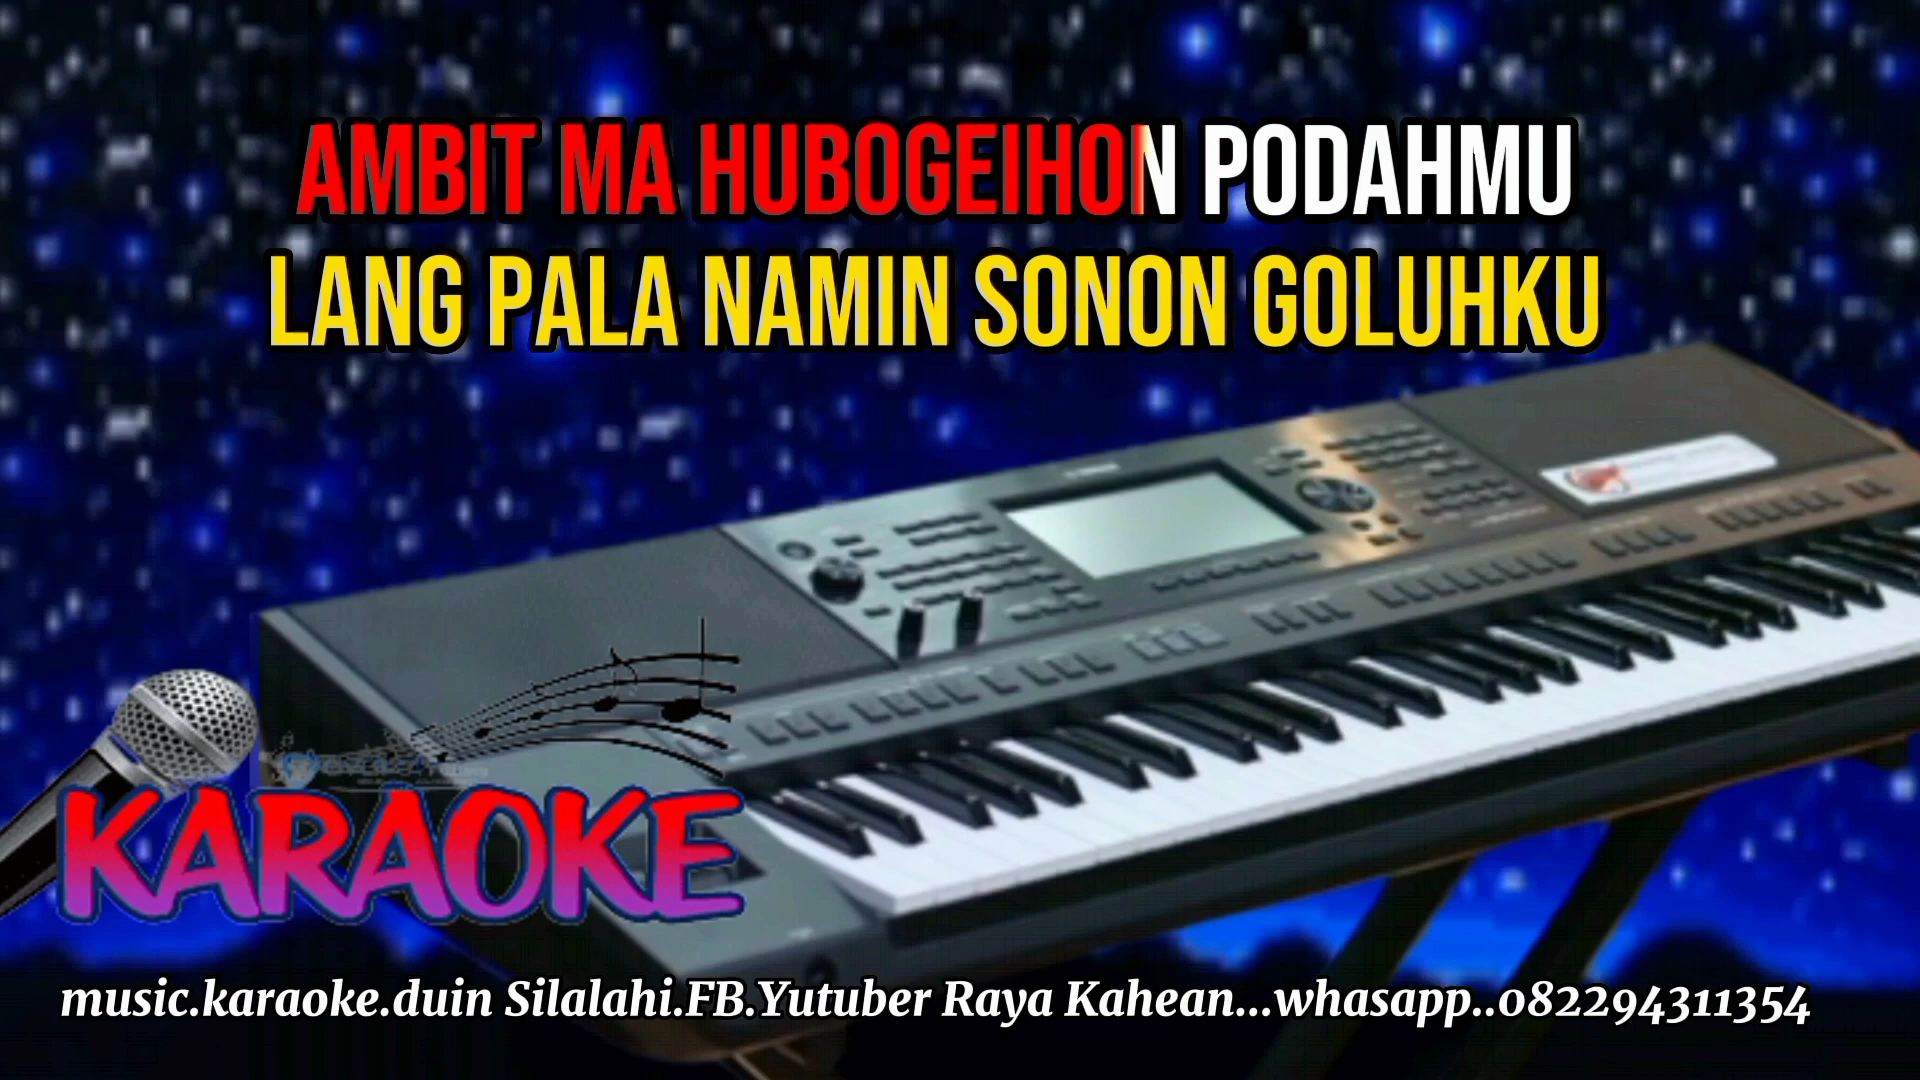 AMBIT MA HUBOGEIHON PODAHMU
LANG PALA NAMIN SONON GOLUHKU
KARAOKE
music.karaoke.duin Silalahi.FB.Yutuber Raya Kahean...whasapp..082294311354